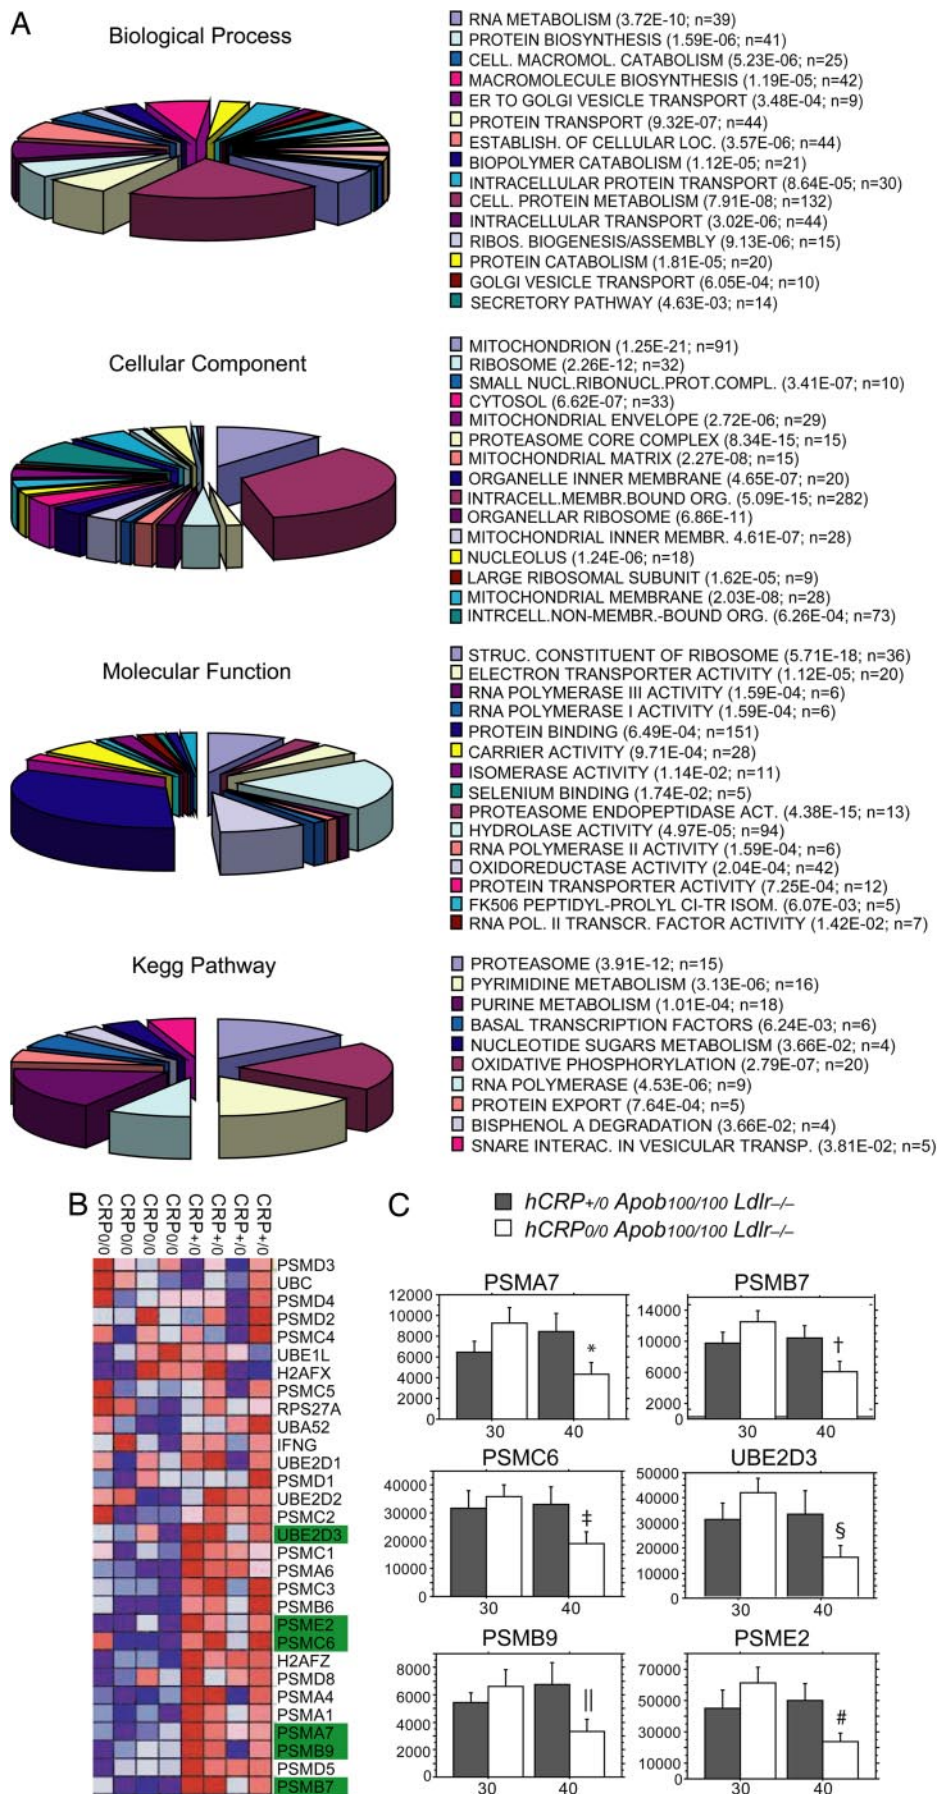 A
Biological Process
RNA METABOLISM (3.72E-10; n=39)
PROTEIN BIOSYNTHESIS (1.59E-06; n=41)
CELL. MACROMOL. CATABOLISM (5.23E-06; n=25)
MACROMOLECULE BIOSYNTHESIS (1.19E-05; n=42)
ER TO GOLGI VESICLE TRANSPORT (3.48E-04; n=9)
PROTEIN TRANSPORT (9.32E-07; n=44)
ESTABLISH. OF CELLULAR LOC. (3.57E-06; n=44)
BIOPOLYMER CATABOLISM (1.12E-05; n=21)
INTRACELLULAR PROTEIN TRANSPORT (8.64E-05; n=30)
CELL. PROTEIN METABOLISM (7.91E-08; n=132)
INTRACELLULAR TRANSPORT (3.02E-06; n=44)
RIBOS. BIOGENESIS/ASSEMBLY (9.13E-06; n=15)
PROTEIN CATABOLISM (1.81E-05; n=20)
GOLGI VESICLE TRANSPORT (6.05E-04; n=10)
SECRETORY PATHWAY (4.63E-03; n=14)
Cellular Component
MITOCHONDRION (1.25E-21; n=91)
RIBOSOME (2.26E-12; n=32)
SMALL NUCL.RIBONUCL.PROT.COMPL. (3.41E-07; n=10)
CYTOSOL (6.62E-07; n=33)
MITOCHONDRIAL ENVELOPE (2.72E-06; n=29)
PROTEASOME CORE COMPLEX (8.34E-15; n=15)
MITOCHONDRIAL MATRIX (2.27E-08; n=15)
ORGANELLE INNER MEMBRANE (4.65E-07; n=20)
INTRACELL.MEMBR.BOUND ORG. (5.09E-15; n=282)
ORGANELLAR RIBOSOME (6.86E-11)
MITOCHONDRIAL INNER MEMBR. 4.61E-07; n=28)
NUCLEOLUS (1.24E-06; n=18)
LARGE RIBOSOMAL SUBUNIT (1.62E-05; n=9)
MITOCHONDRIAL MEMBRANE (2.03E-08; n=28)
INTRCELL.NON-MEMBR.-BOUND ORG. (6.26E-04; n=73)
Molecular Function
STRUC. CONSTITUENT OF RIBOSOME (5.71E-18; n=36)
ELECTRON TRANSPORTER ACTIVITY (1.12E-05; n=20)
RNA POLYMERASE III ACTIVITY (1.59E-04; n=6)
RNA POLYMERASE I ACTIVITY (1.59E-04; n=6)
PROTEIN BINDING (6.49E-04; n=151)
CARRIER ACTIVITY (9.71E-04; n=28)
ISOMERASE ACTIVITY (1.14E-02; n=11)
SELENIUM BINDING (1.74E-02; n=5)
PROTEASOME ENDOPEPTIDASE ACT. (4.38E-15; n=13)
HYDROLASE ACTIVITY (4.97E-05; n=94)
RNA POLYMERASE II ACTIVITY (1.59E-04; n=6)
OXIDOREDUCTASE ACTIVITY (2.04E-04; n=42)
PROTEIN TRANSPORTER ACTIVITY (7.25E-04; n=12)
FK506 PEPTIDYL-PROLYL CI-TR ISOM. (6.07E-03; n=5)
RNA POL. II TRANSCR. FACTOR ACTIVITY (1.42E-02; n=7)
Kegg Pathway
PROTEASOME (3.91E-12; n=15)
PYRIMIDINE METABOLISM (3.13E-06; n=16)
PURINE METABOLISM (1.01E-04; n=18)
BASAL TRANSCRIPTION FACTORS (6.24E-03; n=6)
NUCLEOTIDE SUGARS METABOLISM (3.66E-02; n=4)
OXIDATIVE PHOSPHORYLATION (2.79E-07; n=20)
RNA POLYMERASE (4.53E-06; n=9)
PROTEIN EXPORT (7.64E-04; n=5)
BISPHENOL A DEGRADATION (3.66E-02; n=4)
SNARE INTERAC. IN VESICULAR TRANSP. (3.81E-02; n=5)
B
CRP0/0 CRP0/0 CRP0/0 CRP0/0 CRP+/0 CRP+/0 CRP+/0 CRP+/0
PSMD3
UBC
PSMD4
PSMD2
PSMC4
UBE1L
H2AFX
PSMC5
RPS27A
UBA52
IFNG
UBE2D1
PSMD1
UBE2D2
PSMC2
UBE2D3
PSMC1
PSMA6
PSMC3
PSMB6
PSME2
PSMC6
H2AFZ
PSMD8
PSMA4
PSMA1
PSMA7
PSMB9
PSMD5
PSMB7
C
hCRP+/0 Apob100/100 Ldlr–/–
hCRP0/0 Apob100/100 Ldlr–/–
PSMA7
12000
10000
8000
6000
4000
2000
0
*
30 40
PSMB7
14000
10000
6000
2000
0
†
30 40
PSMC6
40000
30000
20000
10000
0
‡
30 40
UBE2D3
50000
40000
30000
20000
10000
0
§
30 40
PSMB9
8000
6000
4000
2000
0
||
30 40
PSME2
70000
50000
30000
10000
0
#
30 40